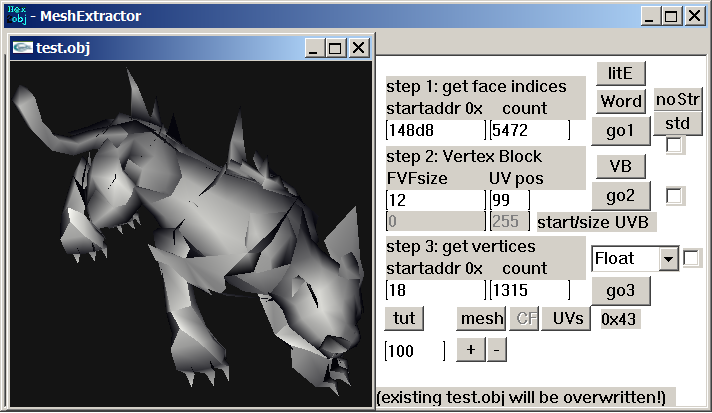 Hex
obj - MeshExtractor
test.obj
step 1: get face indices
startaddr 0x count
148d8 5472
litE
Word noStr
go1 std
step 2: Vertex Block
FVFsize UV pos
12 99
0 255 start/size UVB
VB
go2
step 3: get vertices
startaddr 0x count
18 1315
Float
go3
tut mesh CF UVs 0x43
100 + -
(existing test.obj will be overwritten!)